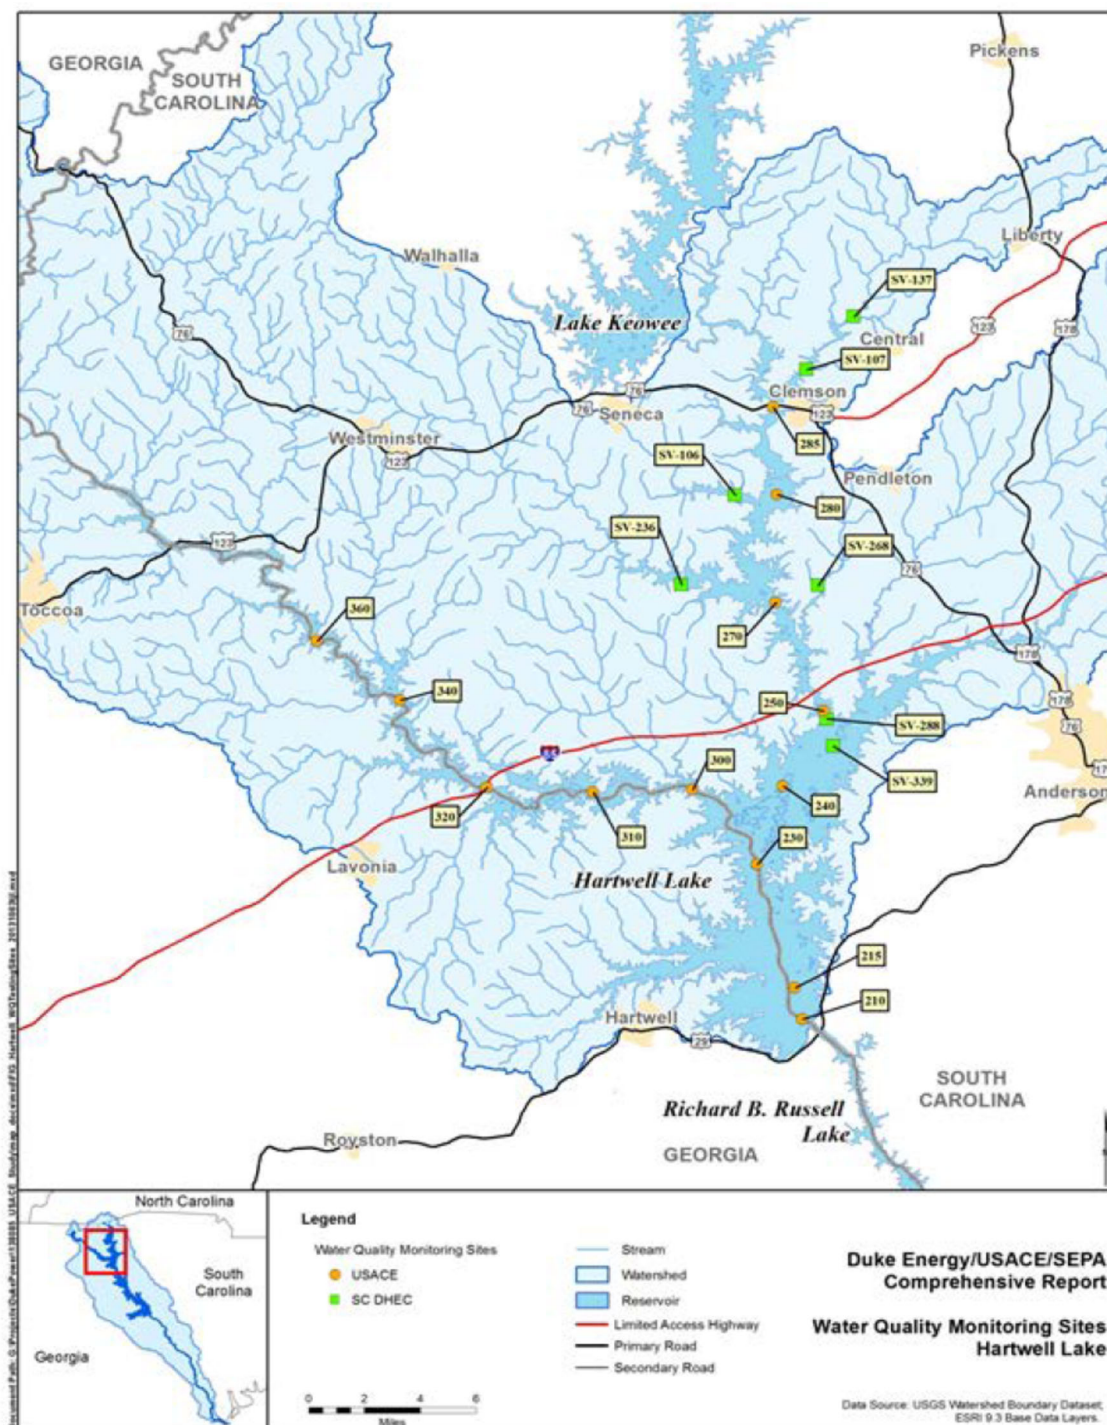 Pickens
GEORGIA
SOUTH
CAROLINA
Walhalla
Liberty
SV-137
Lake Keowee
123
178
76
Central
SV-107
Clemson
76
76
Seneca
123
Westminster
123
285
SV-106
Pendleton
280
SV-236
SV-268
123
76
Toccoa
360
270
178
340
250
178
SV-288
76
85
300
SV-339
Anderson
320
310
240
230
Lavonia
Hartwell Lake
215
210
Hartwell
29
SOUTH
CAROLINA
Richard B. Russell
Lake
Royston
GEORGIA
North Carolina
South
Carolina
Georgia
Legend
Water Quality Monitoring Sites
USACE
SC DHEC
Stream
Watershed
Reservoir
Limited Access Highway
Primary Road
Secondary Road
0 2 4 6
Miles
Duke Energy/USACE/SEPA
Comprehensive Report
Water Quality Monitoring Sites
Hartwell Lake
Data Source: USGS Watershed Boundary Dataset,
ESRI 9.3 Base Data Layers.